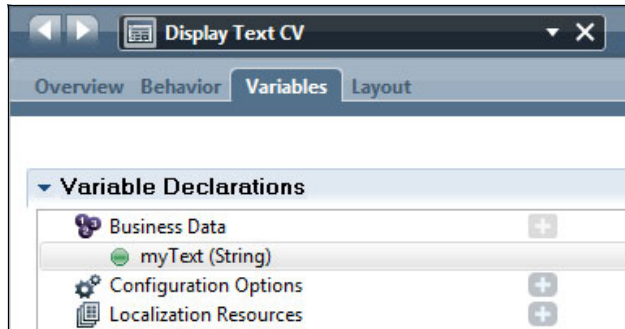 Display Text CV
Overview Behavior Variables Layout
Variable Declarations
Business Data
myText (String)
Configuration Options
Localization Resources